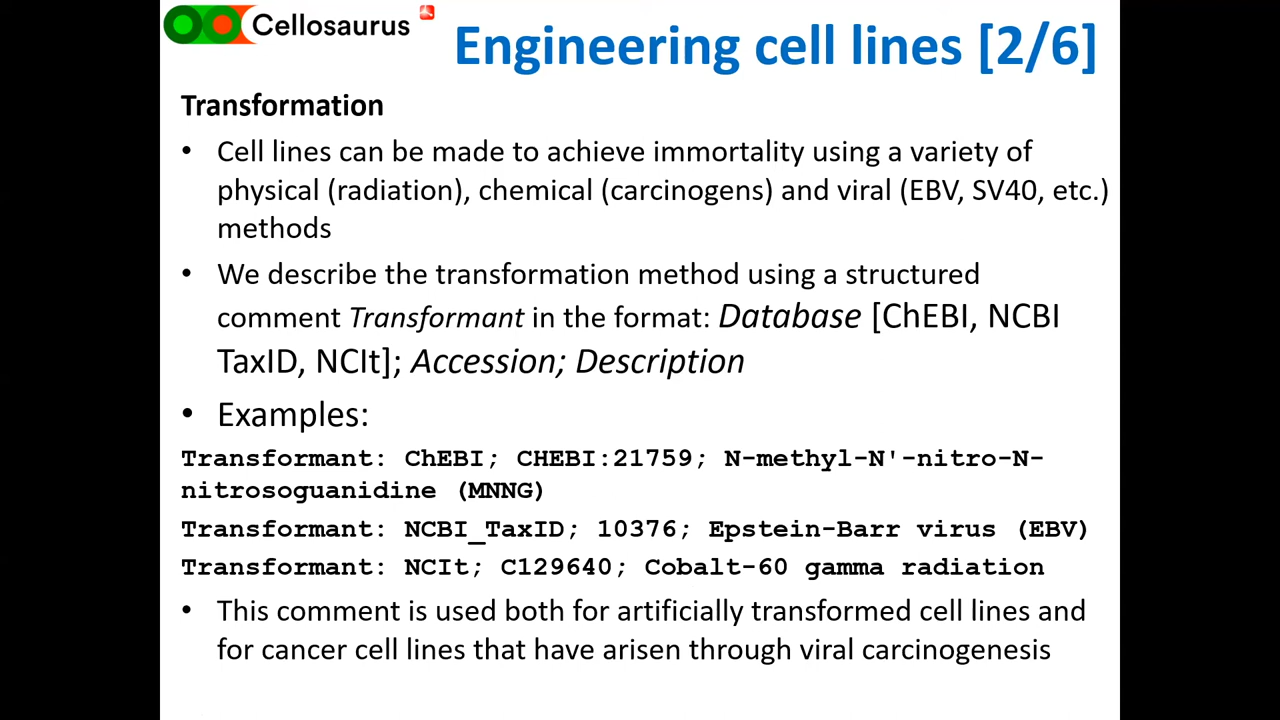 Cellosaurus
Engineering cell lines [2/6]
Transformation
• Cell lines can be made to achieve immortality using a variety of
physical (radiation), chemical (carcinogens) and viral (EBV, SV40, etc.)
methods
• We describe the transformation method using a structured
comment Transformant in the format: Database [ChEBI, NCBI
TaxID, NCIt]; Accession; Description
• Examples:
Transformant: ChEBI; CHEBI:21759; N-methyl-N'-nitro-N-
nitrosoguanidine (MNNG)
Transformant: NCBI_TaxID; 10376; Epstein-Barr virus (EBV)
Transformant: NCIt; C129640; Cobalt-60 gamma radiation
• This comment is used both for artificially transformed cell lines and
for cancer cell lines that have arisen through viral carcinogenesis